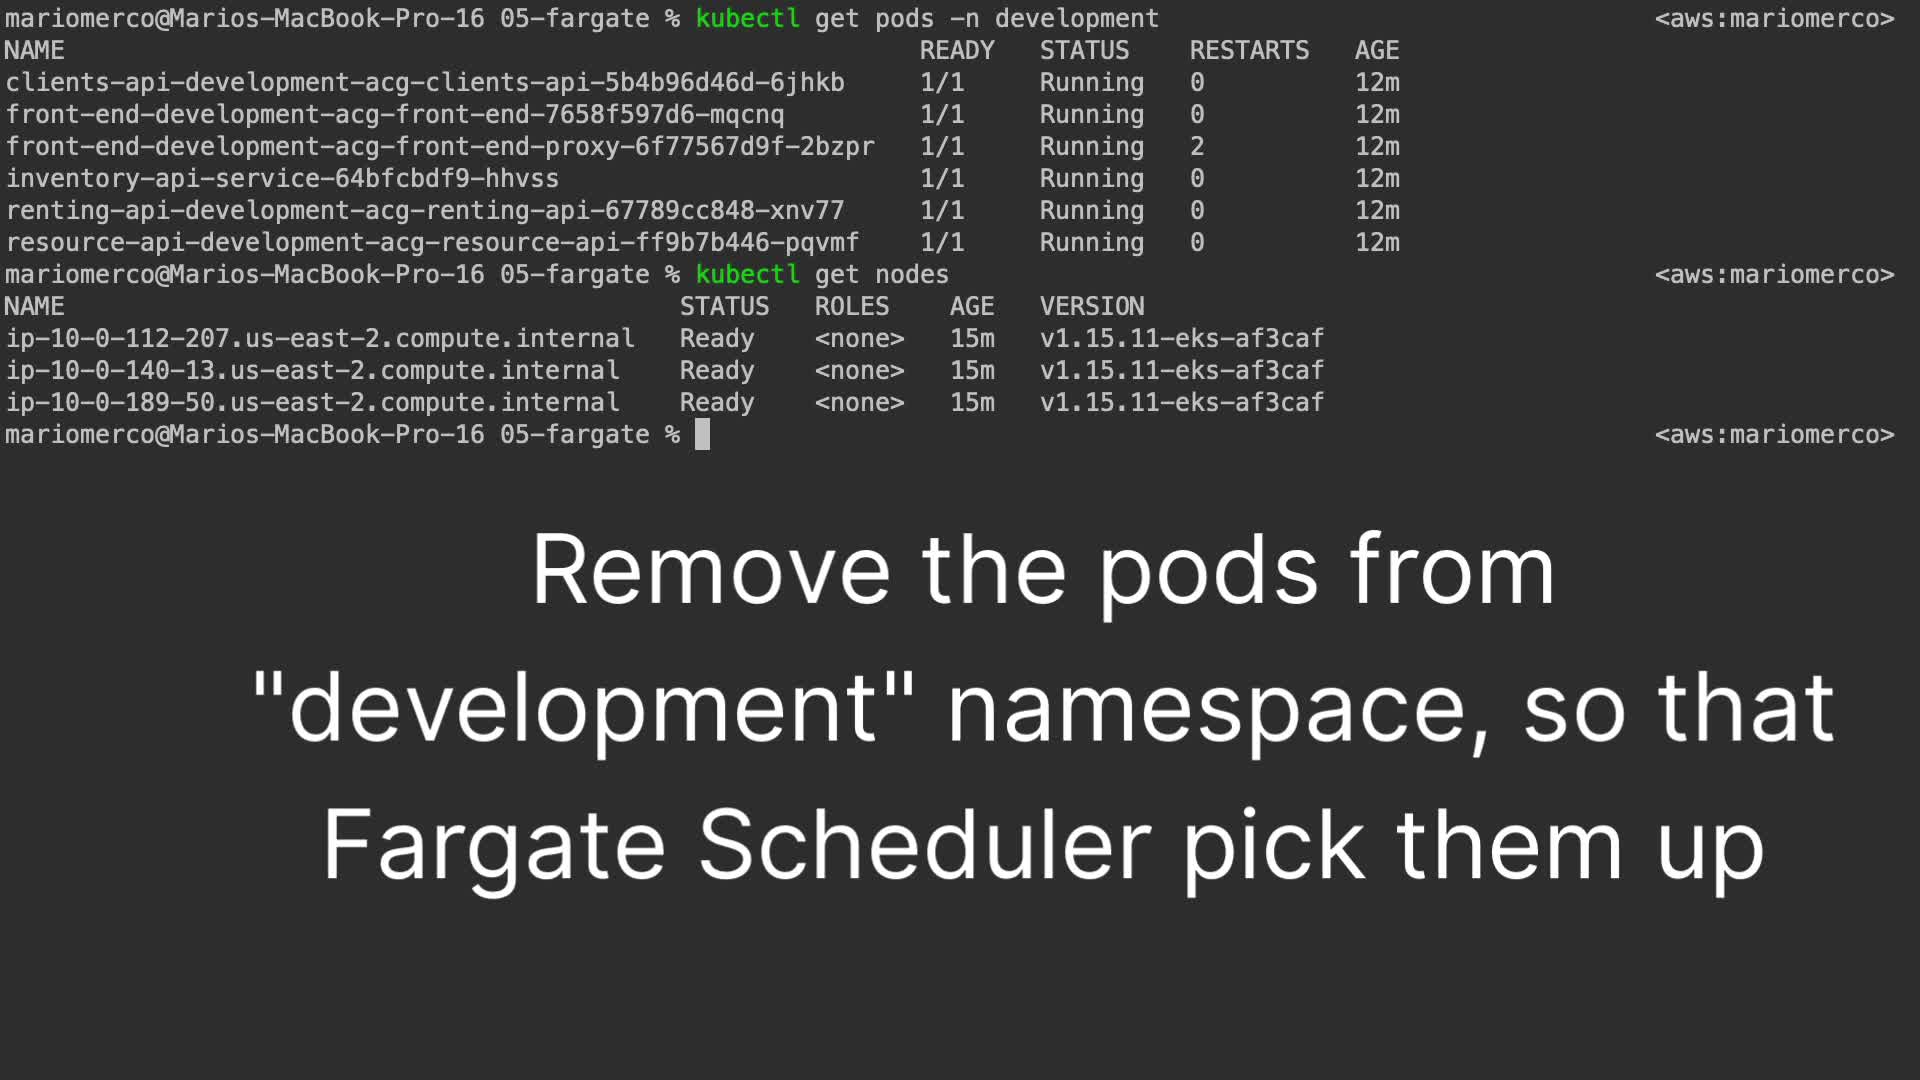 mariomerco@Marios-MacBook-Pro-16 05-fargate % kubectl get pods -n development <aws:mariomerco>
NAME READY STATUS RESTARTS AGE
clients-api-development-acg-clients-api-5b4b96d46d-6jhkb 1/1 Running 0 12m
front-end-development-acg-front-end-7658f597d6-mqcnq 1/1 Running 0 12m
front-end-development-acg-front-end-proxy-6f77567d9f-2bzpr 1/1 Running 2 12m
inventory-api-service-64bfcbdf9-hhvss 1/1 Running 0 12m
renting-api-development-acg-renting-api-67789cc848-xnv77 1/1 Running 0 12m
resource-api-development-acg-resource-api-ff9b7b446-pqvmf 1/1 Running 0 12m
mariomerco@Marios-MacBook-Pro-16 05-fargate % kubectl get nodes <aws:mariomerco>
NAME STATUS ROLES AGE VERSION
ip-10-0-112-207.us-east-2.compute.internal Ready <none> 15m v1.15.11-eks-af3caf
ip-10-0-140-13.us-east-2.compute.internal Ready <none> 15m v1.15.11-eks-af3caf
ip-10-0-189-50.us-east-2.compute.internal Ready <none> 15m v1.15.11-eks-af3caf
mariomerco@Marios-MacBook-Pro-16 05-fargate % <aws:mariomerco>
Remove the pods from
"development" namespace, so that
Fargate Scheduler pick them up